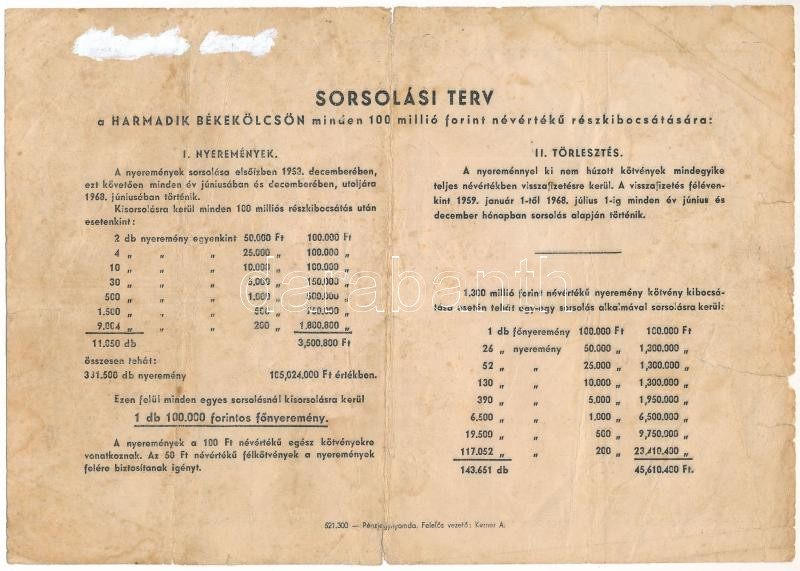 SORSOLÁSI TERV
a HARMADIK BÉKEKÖLCSÖN minden 100 millió forint névértékű részkibocsátására:
I. NYEREMÉNYEK.
A nyeremények sorsolása elsőízben 1953. decemberében,
ezt követően minden év júniusában és decemberében, utoljára
1968. júniusában történik.
Kisorsolásra kerül minden 100 milliós részkibocsátás után
esetenkint:
2 db nyeremény egyenkint 50.000 Ft 100.000 Ft
4 „ „ „ 25.000 „ 100.000 „
10 „ „ „ 10.000 „ 100.000 „
30 „ „ „ 5.000 „ 150.000 „
500 „ „ „ 1.000 „ 500.000 „
1.500 „ „ „ 500 „ 750.000 „
9.004 „ „ „ 200 „ 1,800.800 „
11.050 db 3,500.800 Ft
összesen tehát:
331.500 db nyeremény 105,024.000 Ft értékben.
Ezen felül minden egyes sorsolásnál kisorsolásra kerül
1 db 100.000 forintos főnyeremény.
A nyeremények a 100 Ft névértékű egész kötvényekre
vonatkoznak. Az 50 Ft névértékű félkötvények a nyeremények
felére biztosítanak igényt.
II. TÖRLESZTÉS.
A nyereménnyel ki nem húzott kötvények mindegyike
teljes névértékben visszafizetésre kerül. A visszafizetés féléven-
kint 1959. január 1-től 1968. július 1-ig minden év június és
december hónapban sorsolás alapján történik.
1,300 millió forint névértékű nyeremény kötvény kibocsá-
tása esetén tehát egy-egy sorsolás alkalmával sorsolásra kerül:
1 db főnyeremény 100.000 Ft 100.000 Ft
26 „ nyeremény 50.000 „ 1,300.000 „
52 „ „ 25.000 „ 1,300.000 „
130 „ „ 10.000 „ 1,300.000 „
390 „ „ 5,000 „ 1,950.000 „
6.500 „ „ 1,000 „ 6,500.000 „
19.500 „ „ 500 „ 9,750.000 „
117.052 „ „ 200 „ 23,410.400 „
143.651 db 45,610.400 Ft.
521,300 — Pénzjegynyomda. Felelős vezető: Kerner A.
darabanth